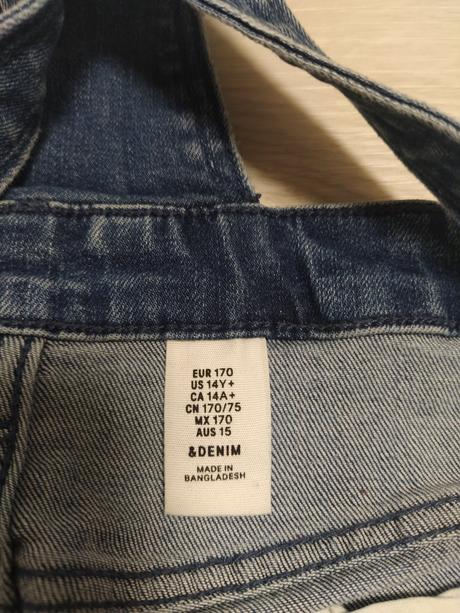 EUR 170
US 14Y+
CA 14A+
CN 170/75
MX 170
AUS 15
&DENIM
MADE IN
BANGLADESH